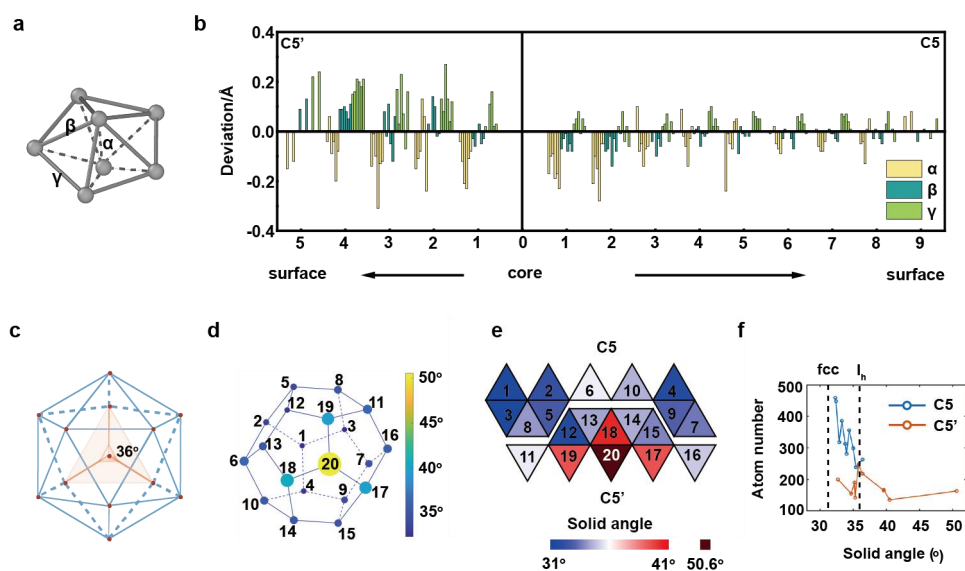 a
β
α
γ
b
C5'
C5
Deviation/Å
0.4
0.2
0.0
-0.2
-0.4
α
β
γ
5 4 3 2 1 0 1 2 3 4 5 6 7 8 9
surface core surface
c
36°
d
5 8
12 19 11
2 1 3 16
13
6 18 20 7
4 9 17
10
14 15
50°
45°
40°
35°
e
C5
1 2 6 10 4
3 8 5 12 13 18 14 15 9 7
11 19 20 17 16
C5'
Solid angle
31° 41° 50.6°
f
fcc Ih
Atom number
500
400
300
200
100
C5
C5'
30 35 40 45 50
Solid angle (o)